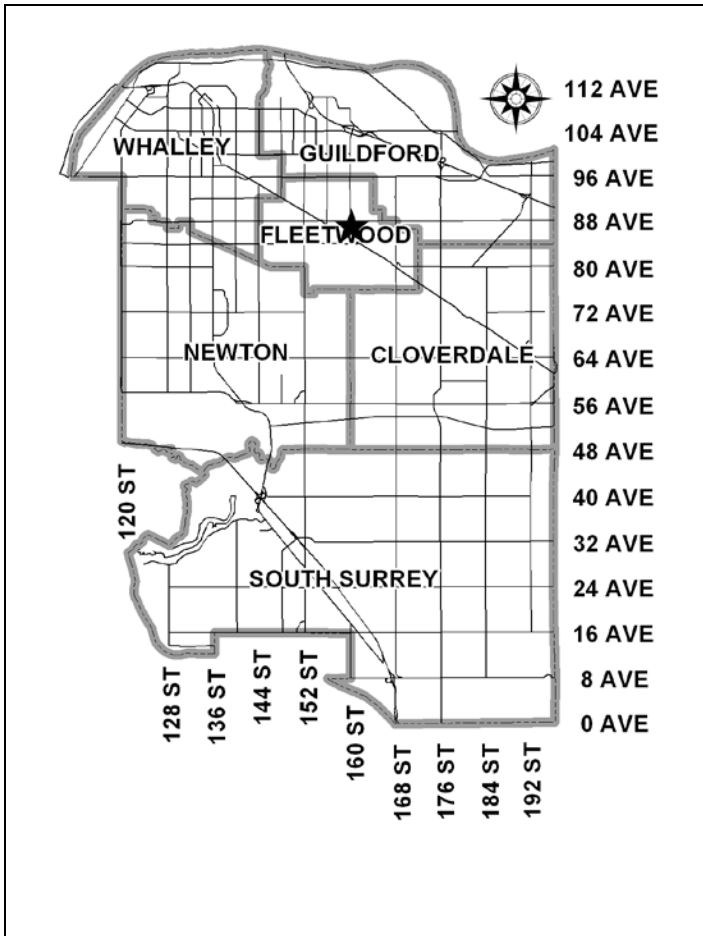 112 AVE
104 AVE
WHALLEY
GUILDFORD
96 AVE
88 AVE
FLEETWOOD
80 AVE
72 AVE
NEWTON
CLOVERDALE
64 AVE
56 AVE
48 AVE
120 ST
40 AVE
32 AVE
SOUTH SURREY
24 AVE
16 AVE
8 AVE
0 AVE
128 ST
136 ST
144 ST
152 ST
160 ST
168 ST
176 ST
184 ST
192 ST